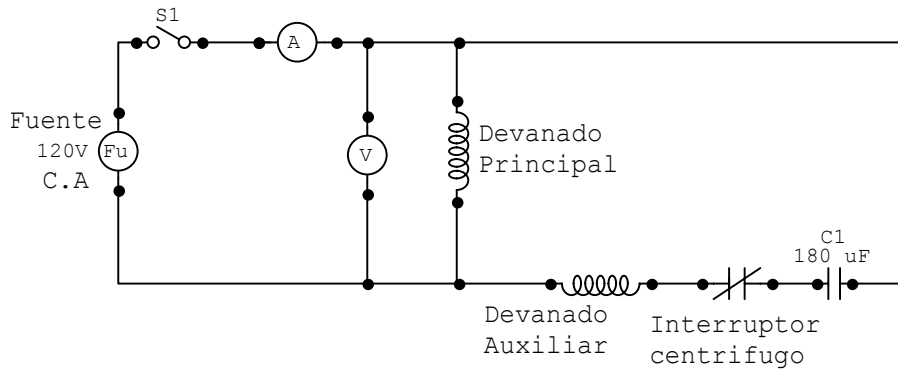 S1
A
Fuente
120V
Fu
C.A
V
Devanado
Principal
C1
180 uF
Devanado
Auxiliar
Interruptor
centrifugo